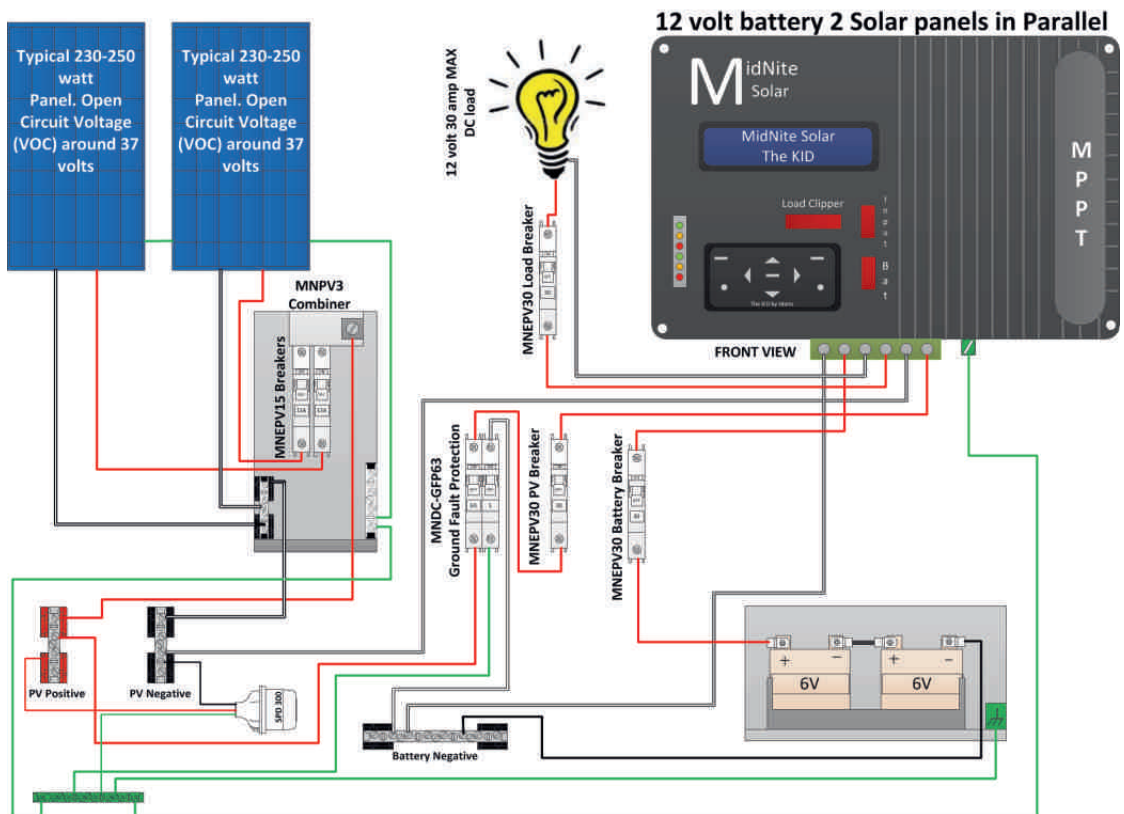 12 volt battery 2 Solar panels in Parallel
Typical 230-250
watt
Panel. Open
Circuit Voltage
(VOC) around 37
volts
Typical 230-250
watt
Panel. Open
Circuit Voltage
(VOC) around 37
volts
12 volt 30 amp MAX
DC load
MidNite
Solar
MidNite Solar
The KID
Load Clipper
Input
Bat
MPPT
MNEPV30 Load Breaker
MNPV3
Combiner
MNEPV15 Breakers
FRONT VIEW
MNDC-GFP63
Ground Fault Protection
MNEPV30 PV Breaker
MNEPV30 Battery Breaker
+
-
+
-
6V
6V
PV Positive
PV Negative
SPD 300
Battery Negative